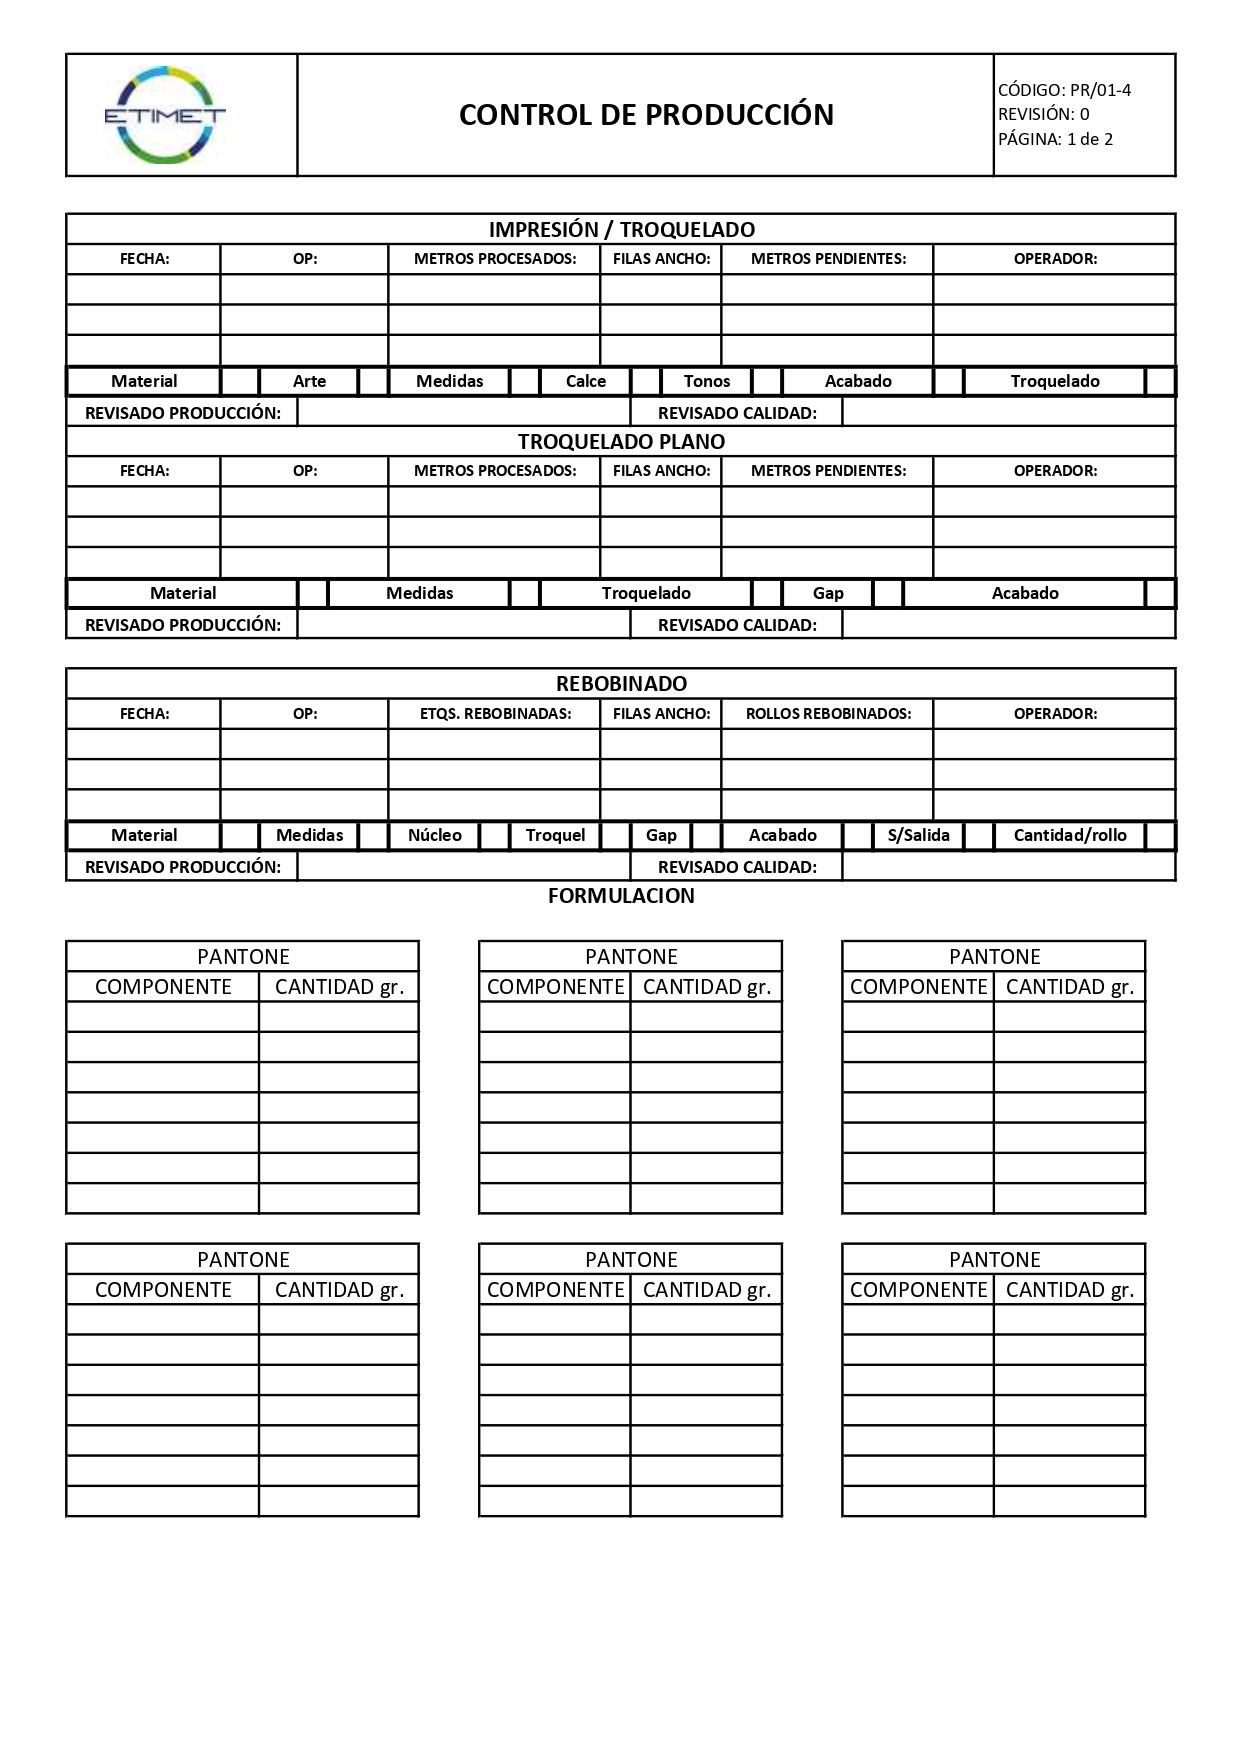 ETIMET
CONTROL DE PRODUCCIÓN
CÓDIGO: PR/01-4
REVISIÓN: 0
PÁGINA: 1 de 2
IMPRESIÓN / TROQUELADO
FECHA: OP: METROS PROCESADOS: FILAS ANCHO: METROS PENDIENTES: OPERADOR:
Material Arte Medidas Calce Tonos Acabado Troquelado
REVISADO PRODUCCIÓN: REVISADO CALIDAD:
TROQUELADO PLANO
FECHA: OP: METROS PROCESADOS: FILAS ANCHO: METROS PENDIENTES: OPERADOR:
Material Medidas Troquelado Gap Acabado
REVISADO PRODUCCIÓN: REVISADO CALIDAD:
REBOBINADO
FECHA: OP: ETQS. REBOBINADAS: FILAS ANCHO: ROLLOS REBOBINADOS: OPERADOR:
Material Medidas Núcleo Troquel Gap Acabado S/Salida Cantidad/rollo
REVISADO PRODUCCIÓN: REVISADO CALIDAD:
FORMULACION
PANTONE PANTONE PANTONE
COMPONENTE CANTIDAD gr. COMPONENTE CANTIDAD gr. COMPONENTE CANTIDAD gr.
PANTONE PANTONE PANTONE
COMPONENTE CANTIDAD gr. COMPONENTE CANTIDAD gr. COMPONENTE CANTIDAD gr.